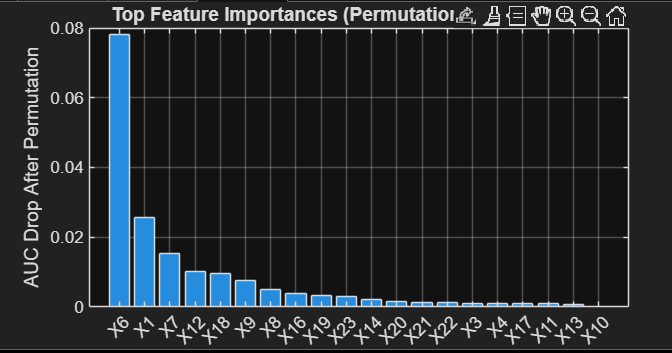 Top Feature Importances (Permutation
0.08
0.06
0.04
0.02
0
AUC Drop After Permutation
X6 X1 X7 X12 X18 X9 X8 X16 X19 X23 X14 X20 X21 X22 X3 X4 X17 X11 X13 X10